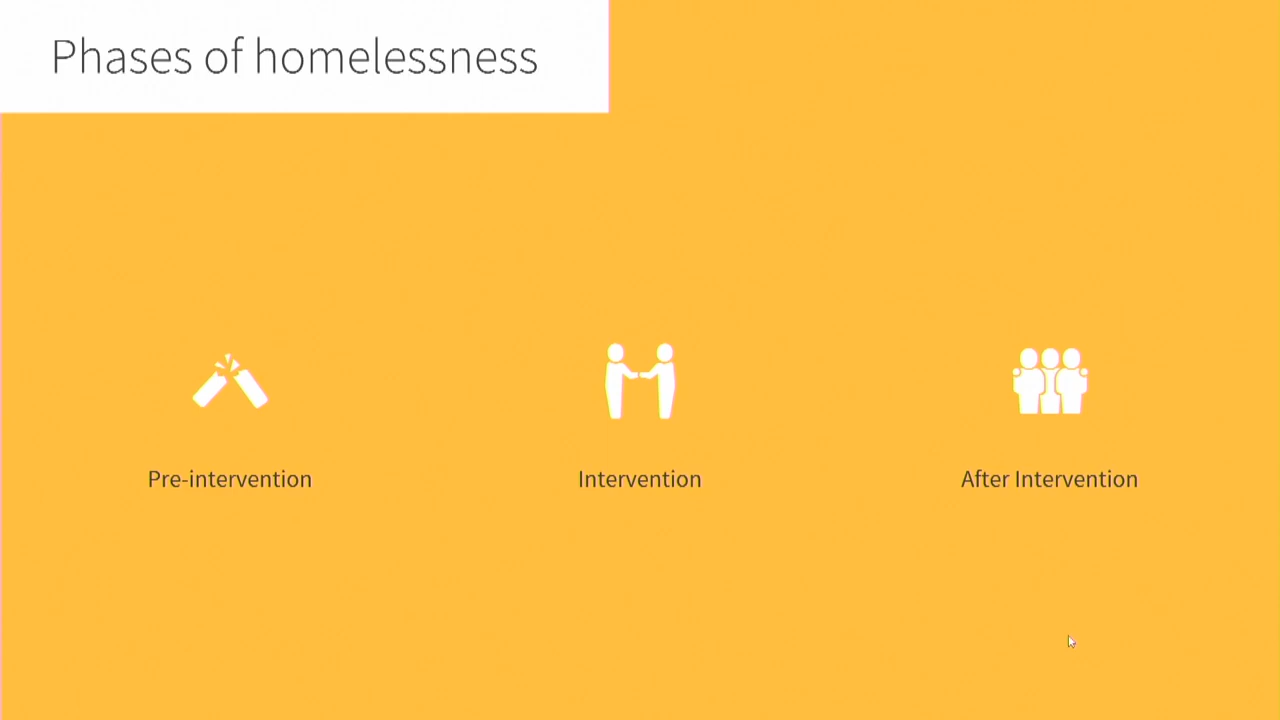 Phases of homelessness
Pre-intervention
Intervention
After Intervention